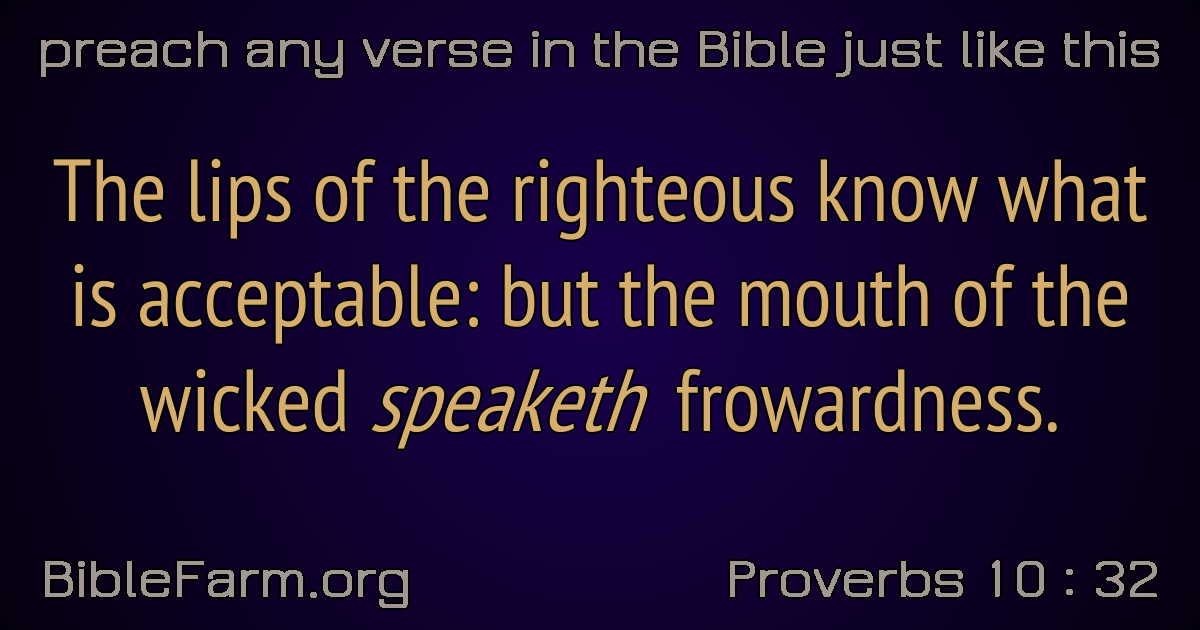 preach any verse in the Bible just like this
The lips of the righteous know what
is acceptable: but the mouth of the
wicked speaketh frowardness.
BibleFarm.org
Proverbs 10 : 32